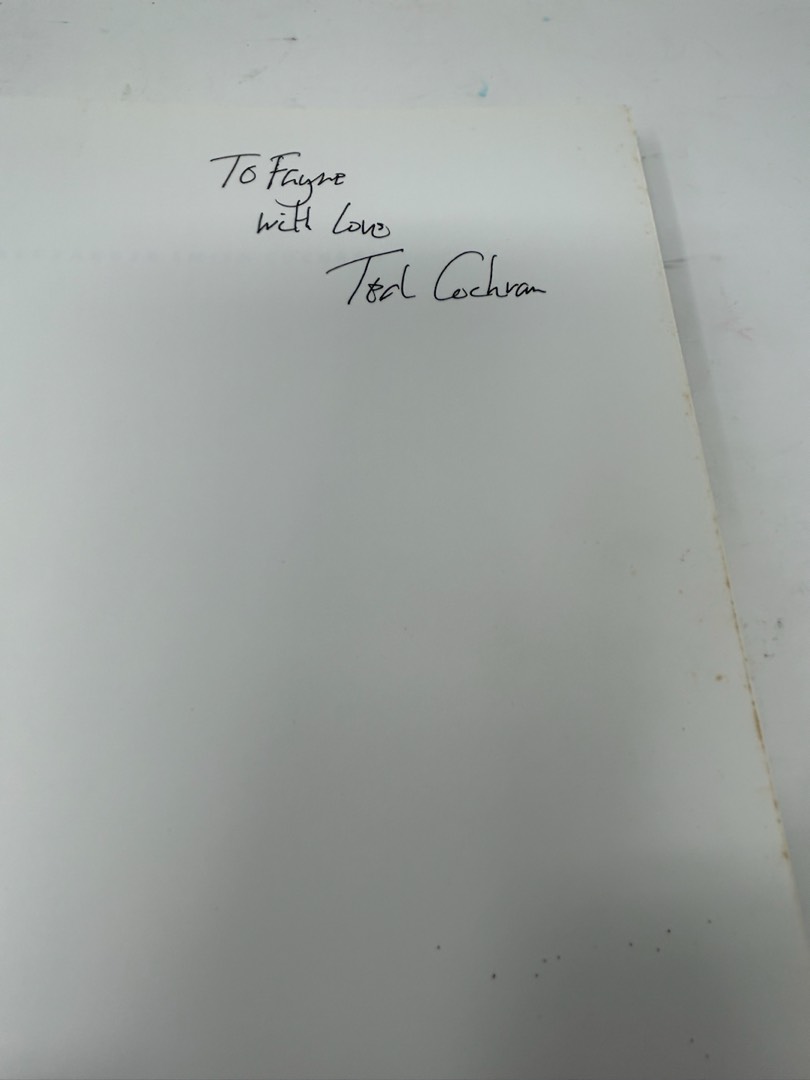 To Fayne
with Love
Ted Cochran